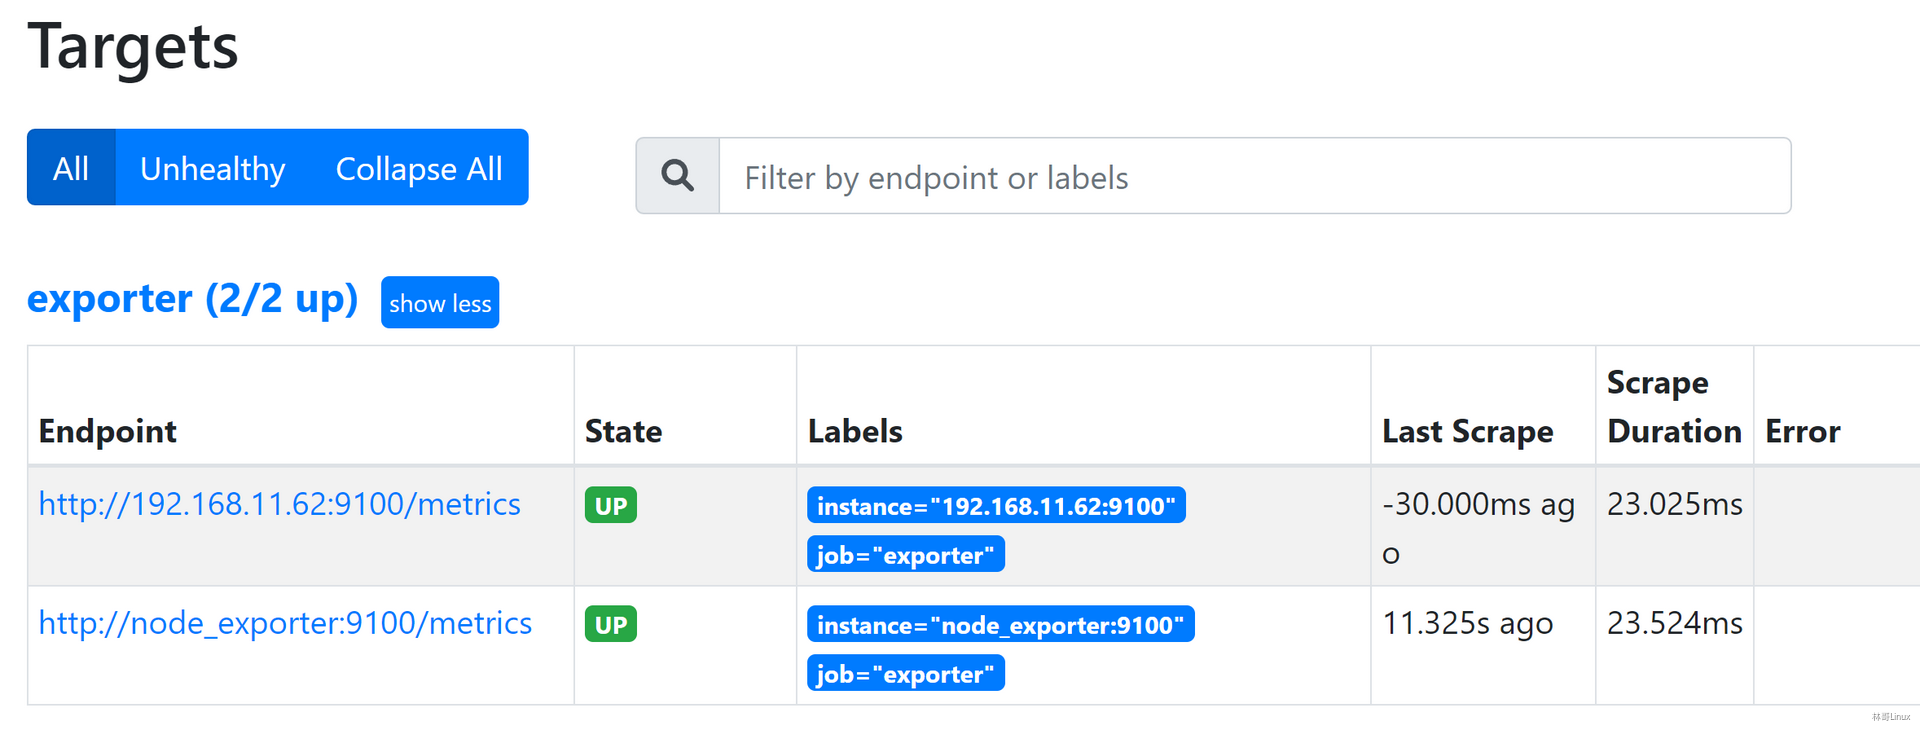 Targets
All Unhealthy Collapse All
Filter by endpoint or labels
exporter (2/2 up) show less
Endpoint State Labels Last Scrape Scrape Duration Error
http://192.168.11.62:9100/metrics UP instance="192.168.11.62:9100" -30.000ms ag 23.025ms
job="exporter" o
http://node_exporter:9100/metrics UP instance="node_exporter:9100" 11.325s ago 23.524ms
job="exporter"
林哥Linux